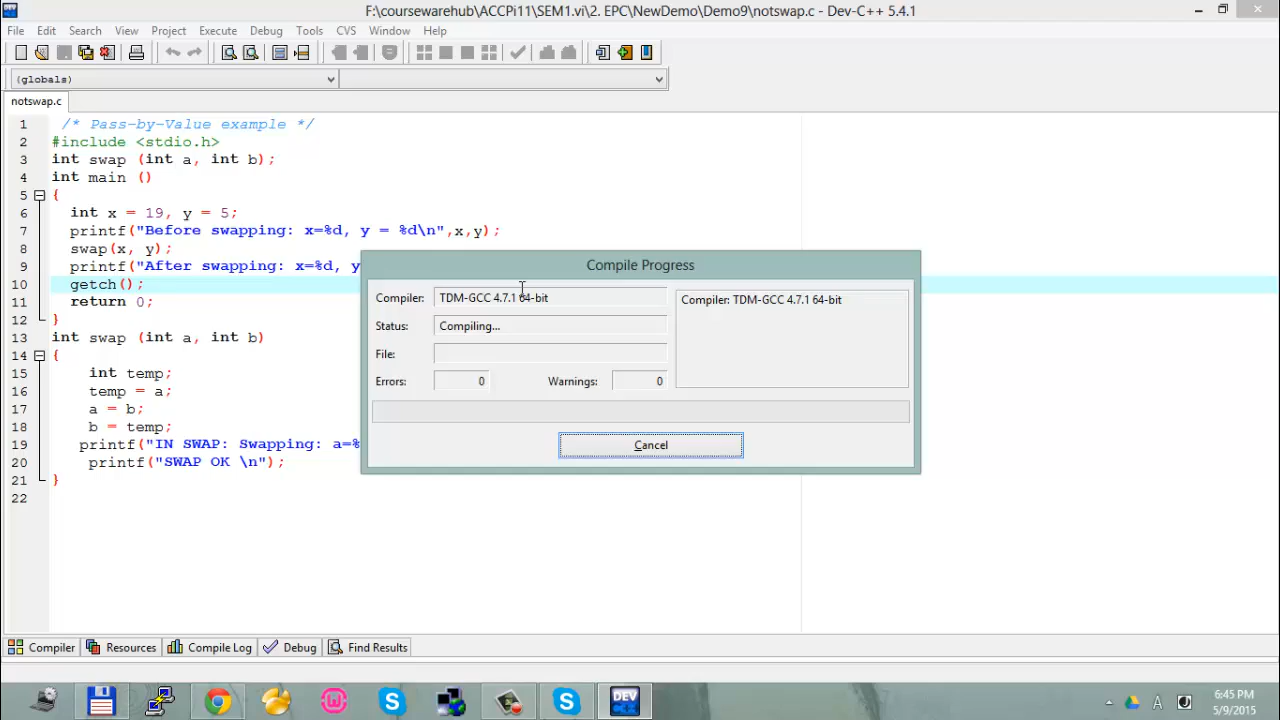 F:\coursewarehub\ACCPi11\SEM1.vi\2. EPC\NewDemo\Demo9\notswap.c - Dev-C++ 5.4.1
File Edit Search View Project Execute Debug Tools CVS Window Help
(globals)
notswap.c
1 /* Pass-by-Value example */
2 #include <stdio.h>
3 int swap (int a, int b);
4 int main ()
5 {
6 int x = 19, y = 5;
7 printf("Before swapping: x=%d, y = %d\n",x,y);
8 swap(x, y);
9 printf("After swapping: x=%d, y
10 getch();
11 return 0;
12 }
13 int swap (int a, int b)
14 {
15 int temp;
16 temp = a;
17 a = b;
18 b = temp;
19 printf("IN SWAP: Swapping: a=%
20 printf("SWAP OK \n");
21 }
22
Compile Progress
Compiler: TDM-GCC 4.7.1 64-bit
Status: Compiling...
File:
Errors: 0 Warnings: 0
Compiler: TDM-GCC 4.7.1 64-bit
Cancel
Compiler Resources Compile Log Debug Find Results
DEV C++
A
6:45 PM
5/9/2015